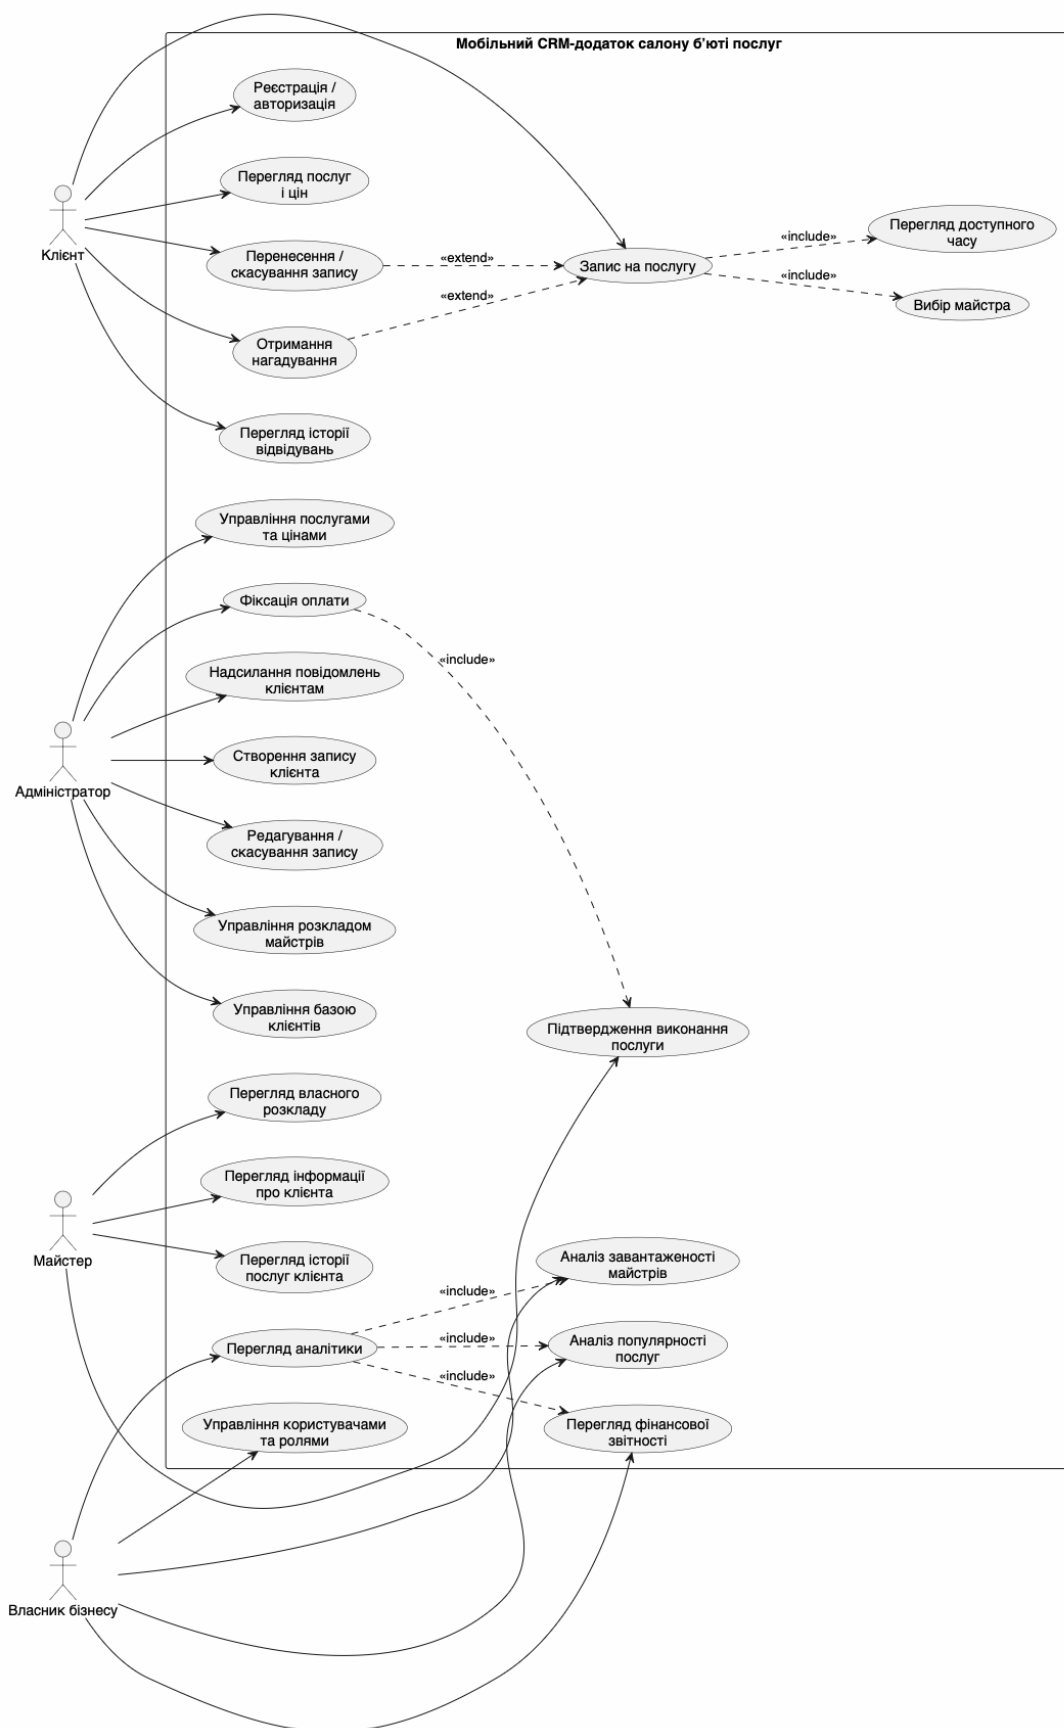 Мобільний CRM-додаток салону б'юті послуг
Реєстрація /
авторизація
Перегляд послуг
і цін
Клієнт
Перенесення /
скасування запису
«extend»
«extend»
Запис на послугу
«include»
«include»
Перегляд доступного
часу
Вибір майстра
Отримання
нагадування
Перегляд історії
відвідувань
Управління послугами
та цінами
Фіксація оплати
«include»
Надсилання повідомлень
клієнтам
Адміністратор
Створення запису
клієнта
Редагування /
скасування запису
Управління розкладом
майстрів
Управління базою
клієнтів
Підтвердження виконання
послуги
Перегляд власного
розкладу
Перегляд інформації
про клієнта
Майстер
Перегляд історії
послуг клієнта
Аналіз завантаженості
майстрів
«include»
Перегляд аналітики
«include»
Аналіз популярності
послуг
«include»
Управління користувачами
та ролями
Перегляд фінансової
звітності
Власник бізнесу